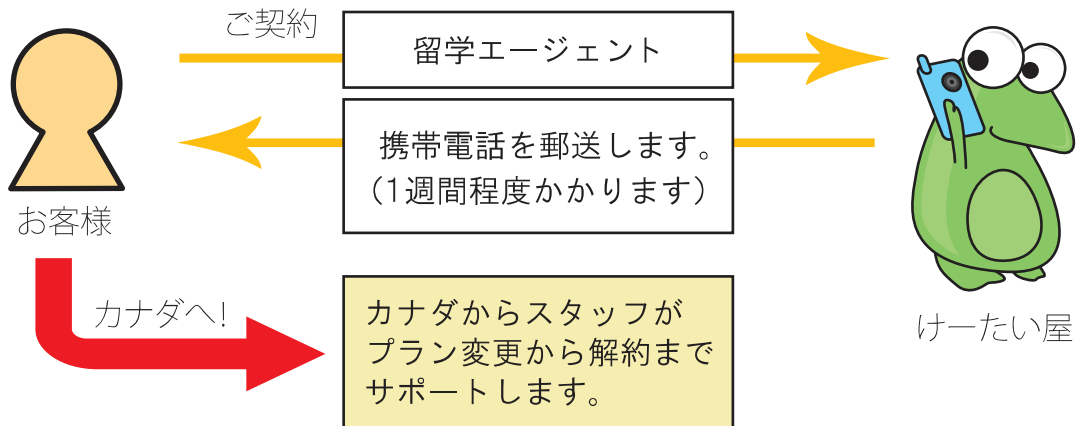 ご契約
留学エージェント
携帯電話を郵送します。
(1週間程度かかります)
お客様
けーたい屋
カナダへ!
カナダからスタッフが
プラン変更から解約まで
サポートします。